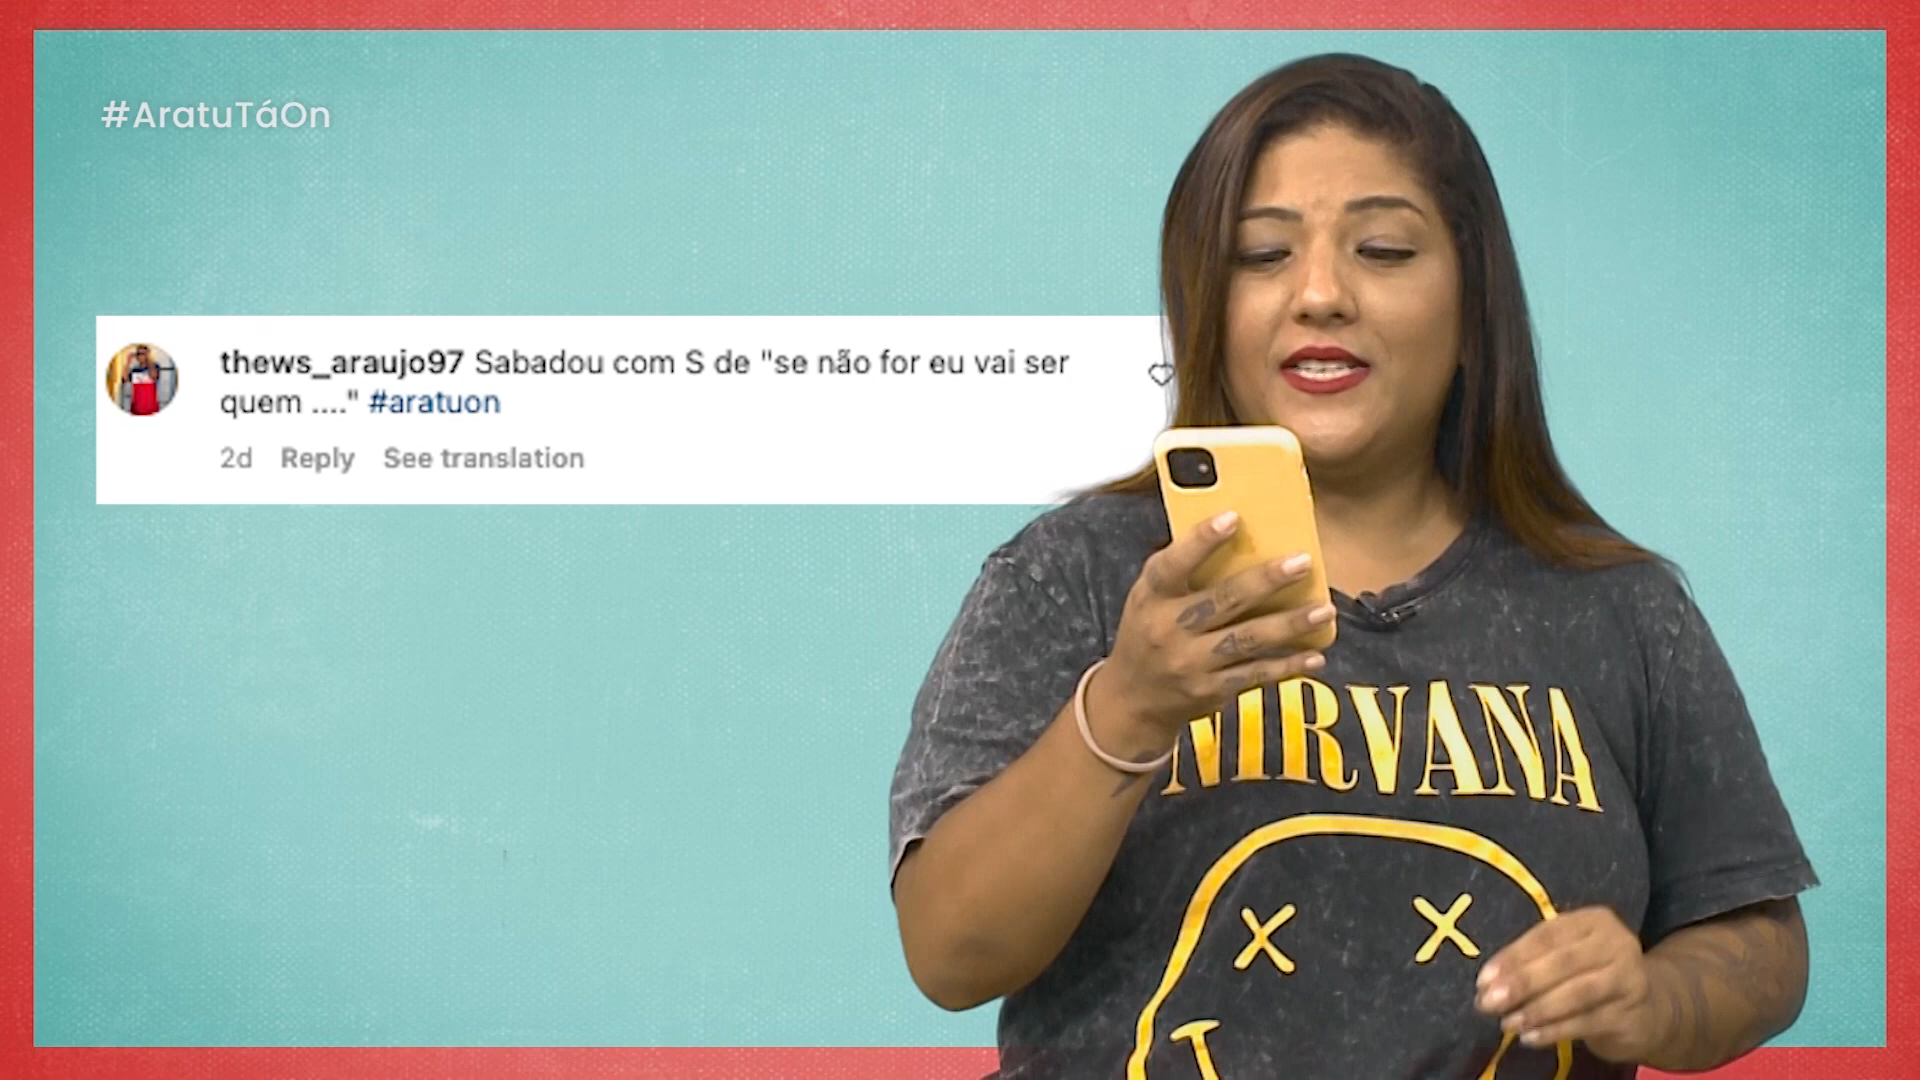 #AratuTáOn
thews_araujo97 Sabadou com S de "se não for eu vai ser
quem ...." #aratuon
2d Reply See translation
NIRVANA